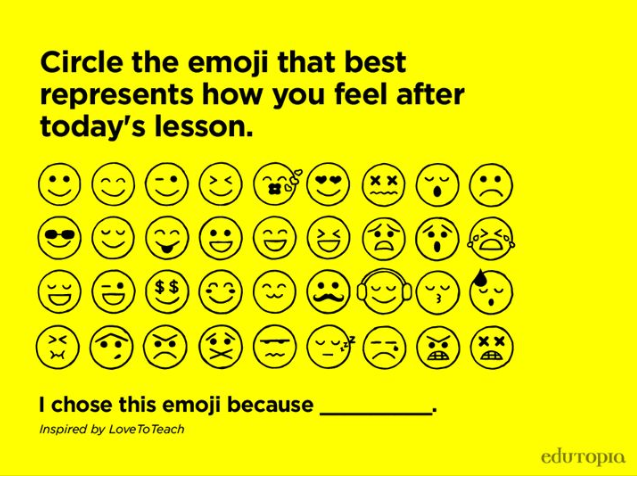 Circle the emoji that best
represents how you feel after
today's lesson.
$ $
z z z
I chose this emoji because __________.
Inspired by LoveToTeach
edutopia